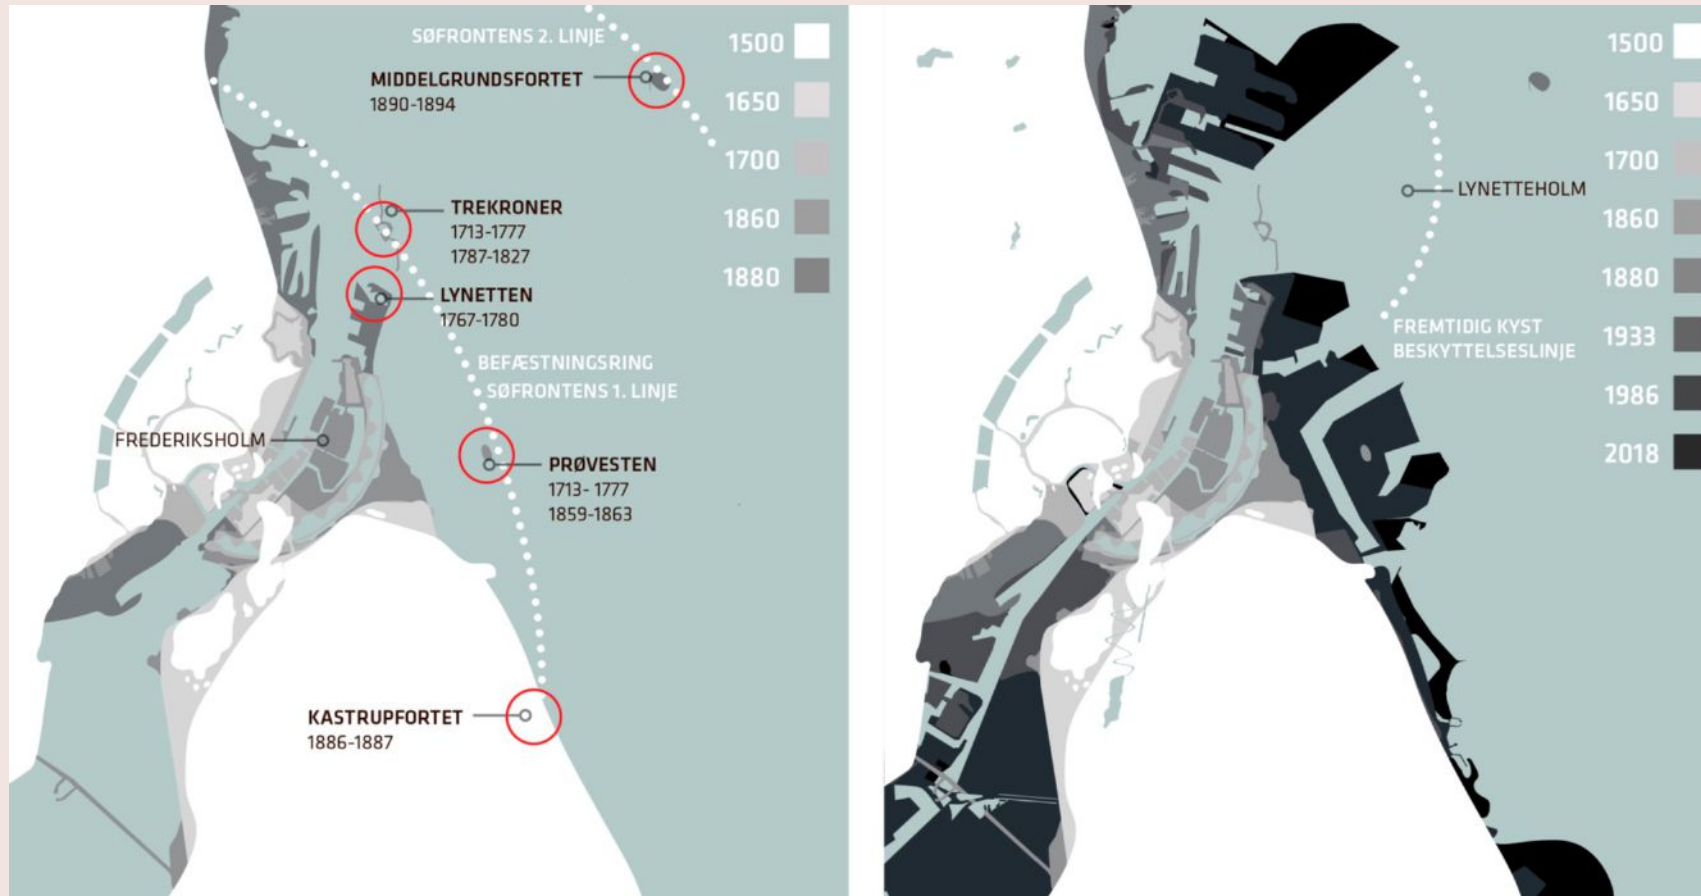 SØFRONTENS 2. LINJE
MIDDELGRUNDSFORTET
1890-1894
TREKRONER
1713-1777
1787-1827
LYNETTEN
1767-1780
BEFÆSTNINGSRING
SØFRONTENS 1. LINJE
FREDERIKSHOLM
PRØVESTEN
1713- 1777
1859-1863
KASTRUPFORTET
1886-1887
1500
1650
1700
1860
1880
LYNETTEHOLM
FREMTIDIG KYST
BESKYTTELSESLINJE
1500
1650
1700
1860
1880
1933
1986
2018